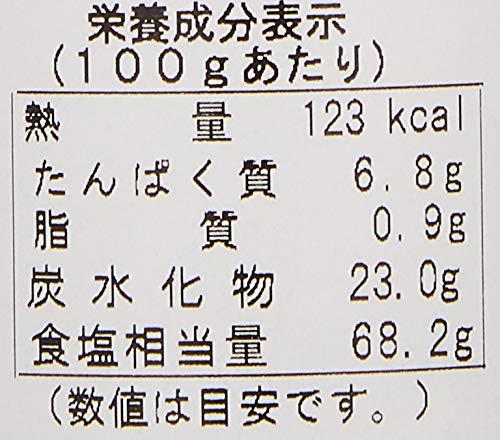 栄養成分表示
(１００ｇあたり)
熱量 123 kcal
たんぱく質 6.8g
脂質 0.9g
炭水化物 23.0g
食塩相当量 68.2g
(数値は目安です。)